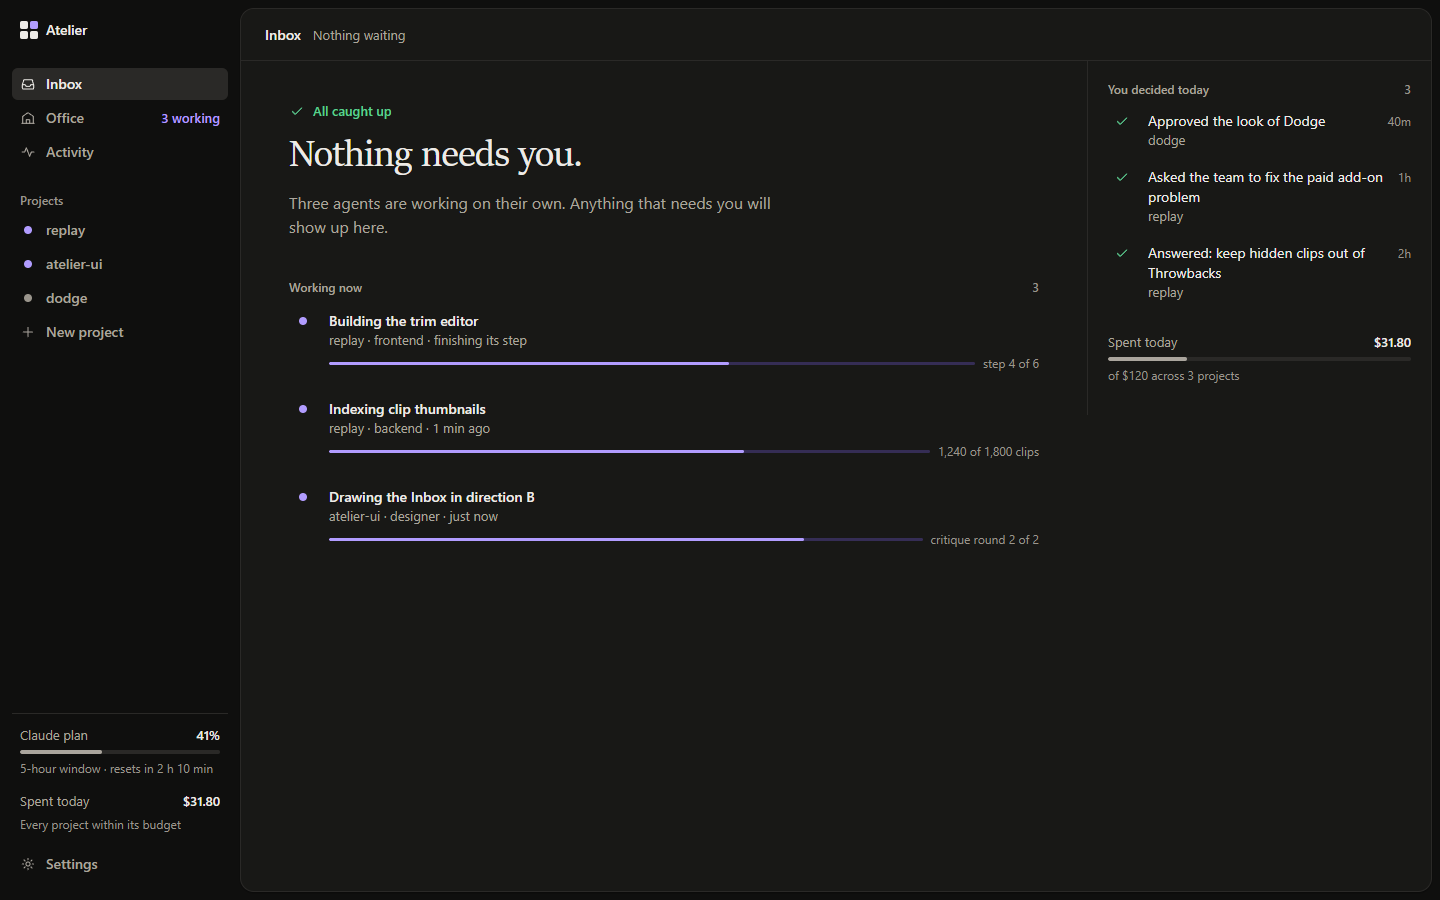 Atelier
Inbox
Office
3 working
Activity
Projects
replay
atelier-ui
dodge
New project
Claude plan
41%
5-hour window · resets in 2 h 10 min
Spent today
$31.80
Every project within its budget
Settings
Inbox
Nothing waiting
All caught up
Nothing needs you.
Three agents are working on their own. Anything that needs you will
show up here.
Working now
3
Building the trim editor
replay · frontend · finishing its step
step 4 of 6
Indexing clip thumbnails
replay · backend · 1 min ago
1,240 of 1,800 clips
Drawing the Inbox in direction B
atelier-ui · designer · just now
critique round 2 of 2
You decided today
3
Approved the look of Dodge
40m
dodge
Asked the team to fix the paid add-on
1h
problem
replay
Answered: keep hidden clips out of
2h
Throwbacks
replay
Spent today
$31.80
of $120 across 3 projects